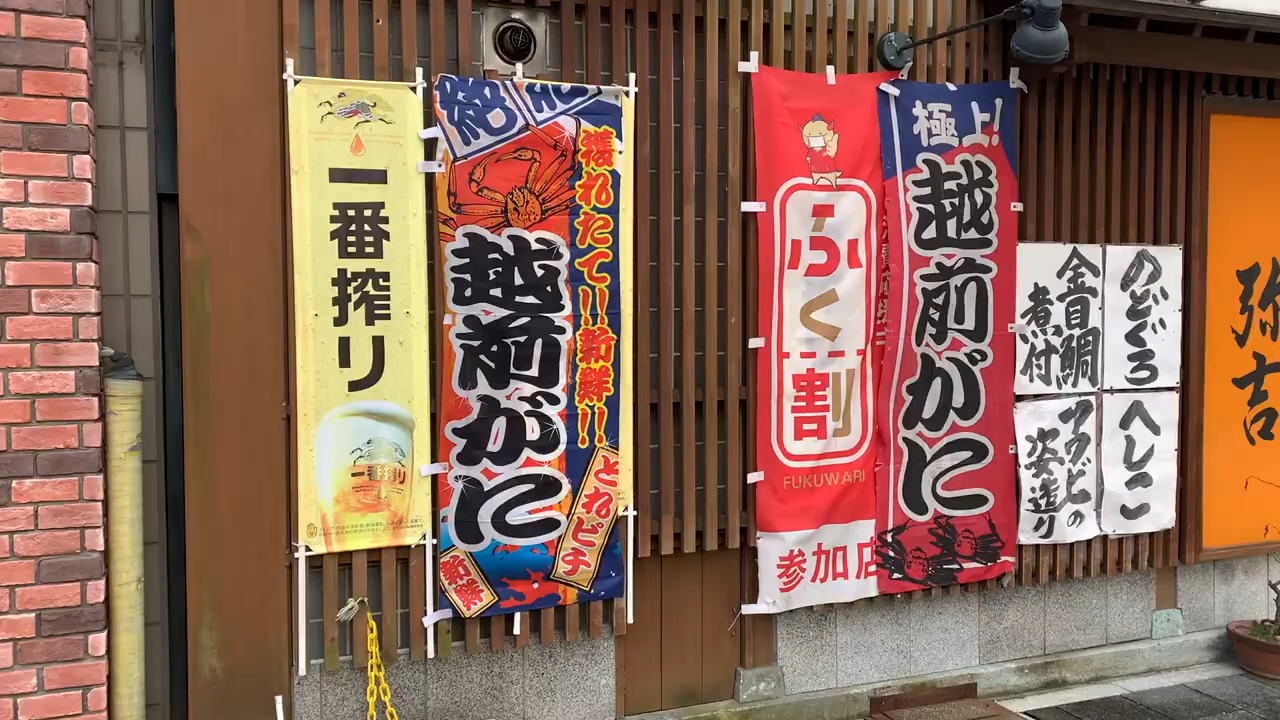 一番搾り
一番搾り
絶
獲れたて!!新鮮!!
越前がに
とれピチ
新鮮
ふく割
FUKUWARI
参加店
極上!
越前がに
金目鯛
煮付
のどぐろ
アラカドの
姿造り
へしこ
弥吉